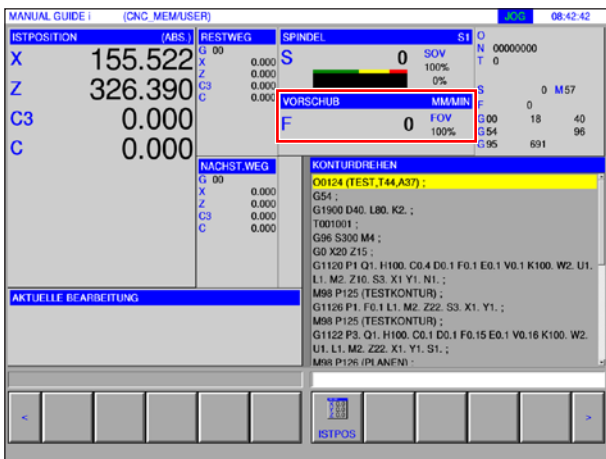 MANUAL GUIDE i (CNC_MEM/USER) JOG 08:42:42
ISTPOSITION (ABS.)
X 155.522
Z 326.390
C3 0.000
C 0.000
RESTWEG
G 00
X 0.000
Z 0.000
C3 0.000
C 0.000
SPINDEL S1
S 0 SOV
100%
0%
VORSCHUB MM/MIN
F 0 FOV
100%
O
N 00000000
T 0
S 0 M57
F 0
G00 18 40
G54 96
G95 691
NACHST.WEG
G 00
X 0.000
Z 0.000
C3 0.000
C 0.000
KONTURDREHEN
O0124 (TEST,T44,A37) ;
G54 ;
G1900 D40. L80. K2. ;
T001001 ;
G96 S300 M4 ;
G0 X20 Z15 ;
G1120 P1 Q1. H100. C0.4 D0.1 F0.1 E0.1 V0.1 K100. W2. U1.
L1. M2. Z10. S3. X1 Y1. N1. ;
M98 P125 (TESTKONTUR) ;
G1126 P1. F0.1 L1. M2. Z22. S3. X1. Y1. ;
M98 P125 (TESTKONTUR) ;
G1122 P3. Q1. H100. C0.1 D0.1 F0.15 E0.1 V0.16 K100. W2.
U1. L1. M2. Z22. X1. Y1. S1. ;
M98 P126 (PLANEN) ;
AKTUELLE BEARBEITUNG
<
ISTPOS
>